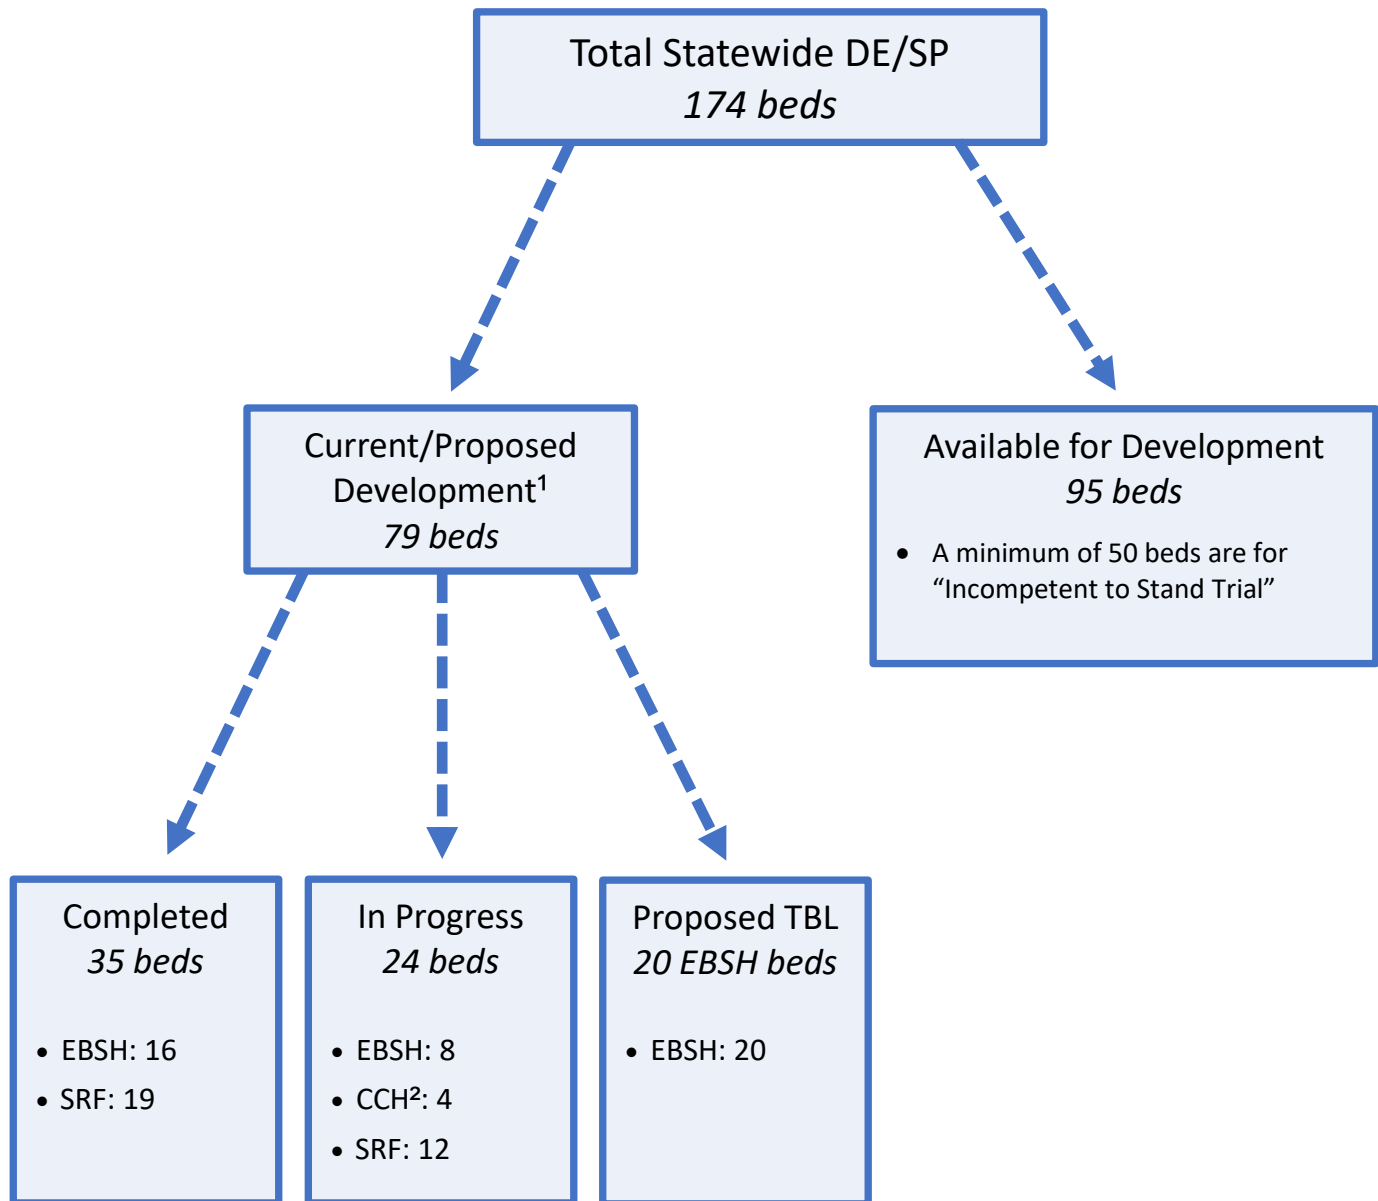 Total Statewide DE/SP
174 beds
Current/Proposed
Development¹
79 beds
Available for Development
95 beds
• A minimum of 50 beds are for
“Incompetent to Stand Trial”
Completed
35 beds
• EBSH: 16
• SRF: 19
In Progress
24 beds
• EBSH: 8
• CCH²: 4
• SRF: 12
Proposed TBL
20 EBSH beds
• EBSH: 20